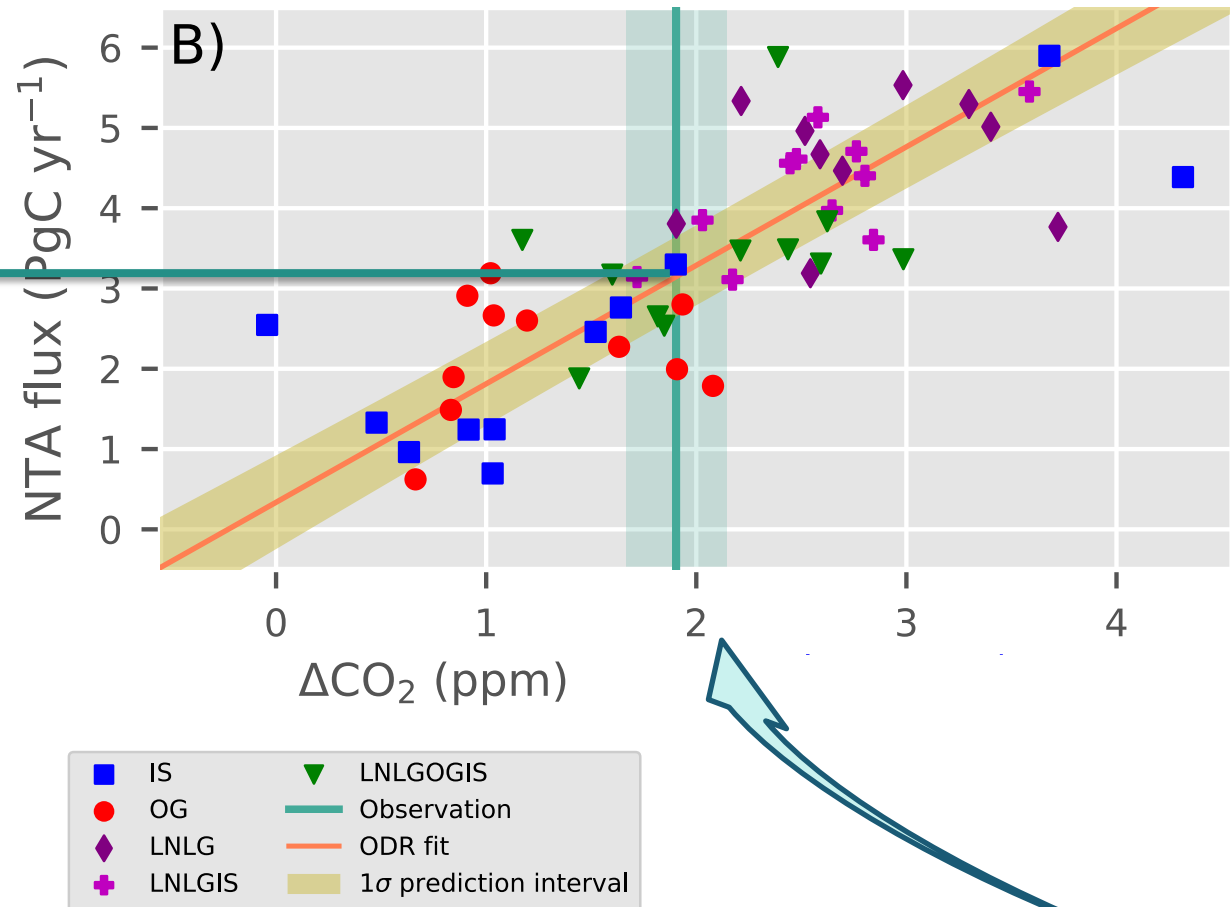 B)
6
5
4
3
2
1
0
NTA flux (PgC yr⁻¹)
0 1 2 3 4
ΔCO₂ (ppm)
IS
OG
LNLG
LNLGIS
LNLGOGIS
Observation
ODR fit
1σ prediction interval